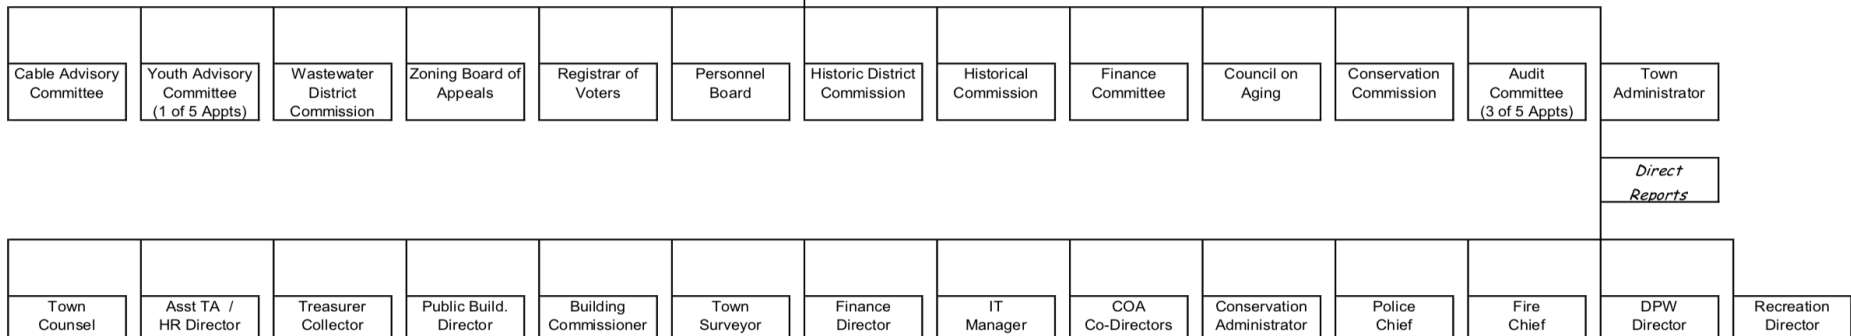 Cable Advisory
Committee
Youth Advisory
Committee
(1 of 5 Appts)
Wastewater
District
Commission
Zoning Board of
Appeals
Registrar of
Voters
Personnel
Board
Historic District
Commission
Historical
Commission
Finance
Committee
Council on
Aging
Conservation
Commission
Audit
Committee
(3 of 5 Appts)
Town
Administrator
Direct
Reports
Town
Counsel
Asst TA /
HR Director
Treasurer
Collector
Public Build.
Director
Building
Commissioner
Town
Surveyor
Finance
Director
IT
Manager
COA
Co-Directors
Conservation
Administrator
Police
Chief
Fire
Chief
DPW
Director
Recreation
Director